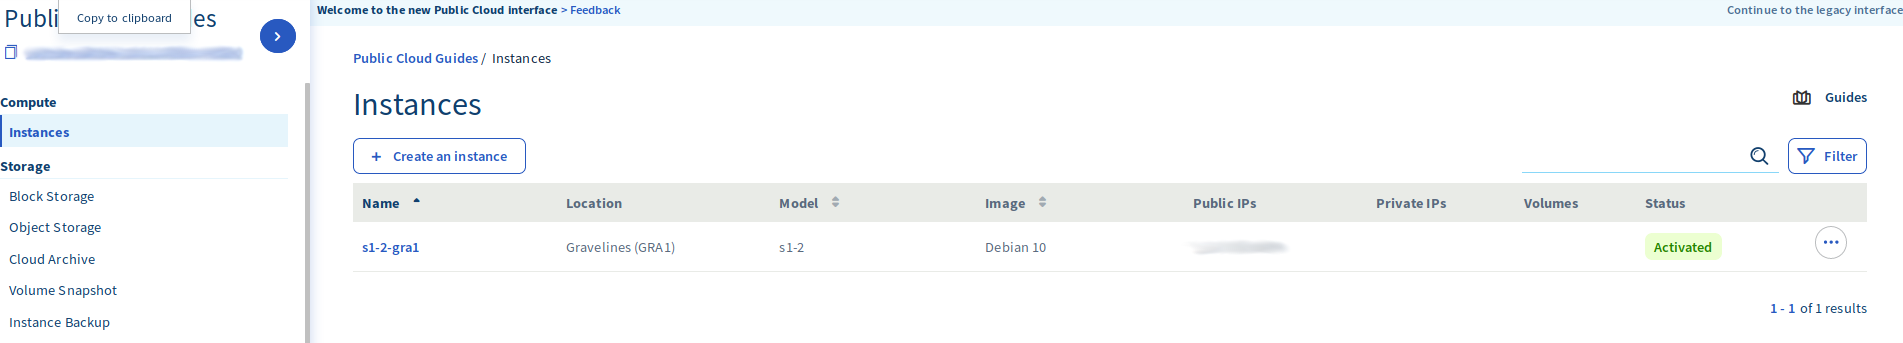 Publi
es
Copy to clipboard
Compute
Instances
Storage
Block Storage
Object Storage
Cloud Archive
Volume Snapshot
Instance Backup
Welcome to the new Public Cloud interface > Feedback
Continue to the legacy interface
Public Cloud Guides / Instances
Instances
Guides
+ Create an instance
Filter
Name Location Model Image Public IPs Private IPs Volumes Status
s1-2-gra1 Gravelines (GRA1) s1-2 Debian 10 Activated ...
1 - 1 of 1 results